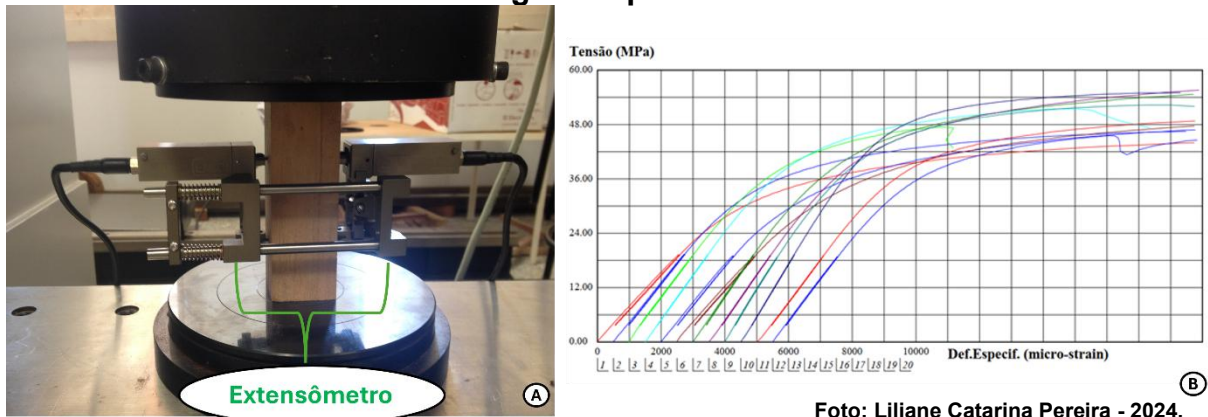 Extensômetro
A
Tensão (MPa)
60.00
48.00
36.00
24.00
12.00
0.00
0 2000 4000 6000 8000 10000 Def.Especif. (micro-strain)
1 2 3 4 5 6 7 8 9 10 11 12 13 14 15 16 17 18 19 20
B
Foto: Liliane Catarina Pereira - 2024.